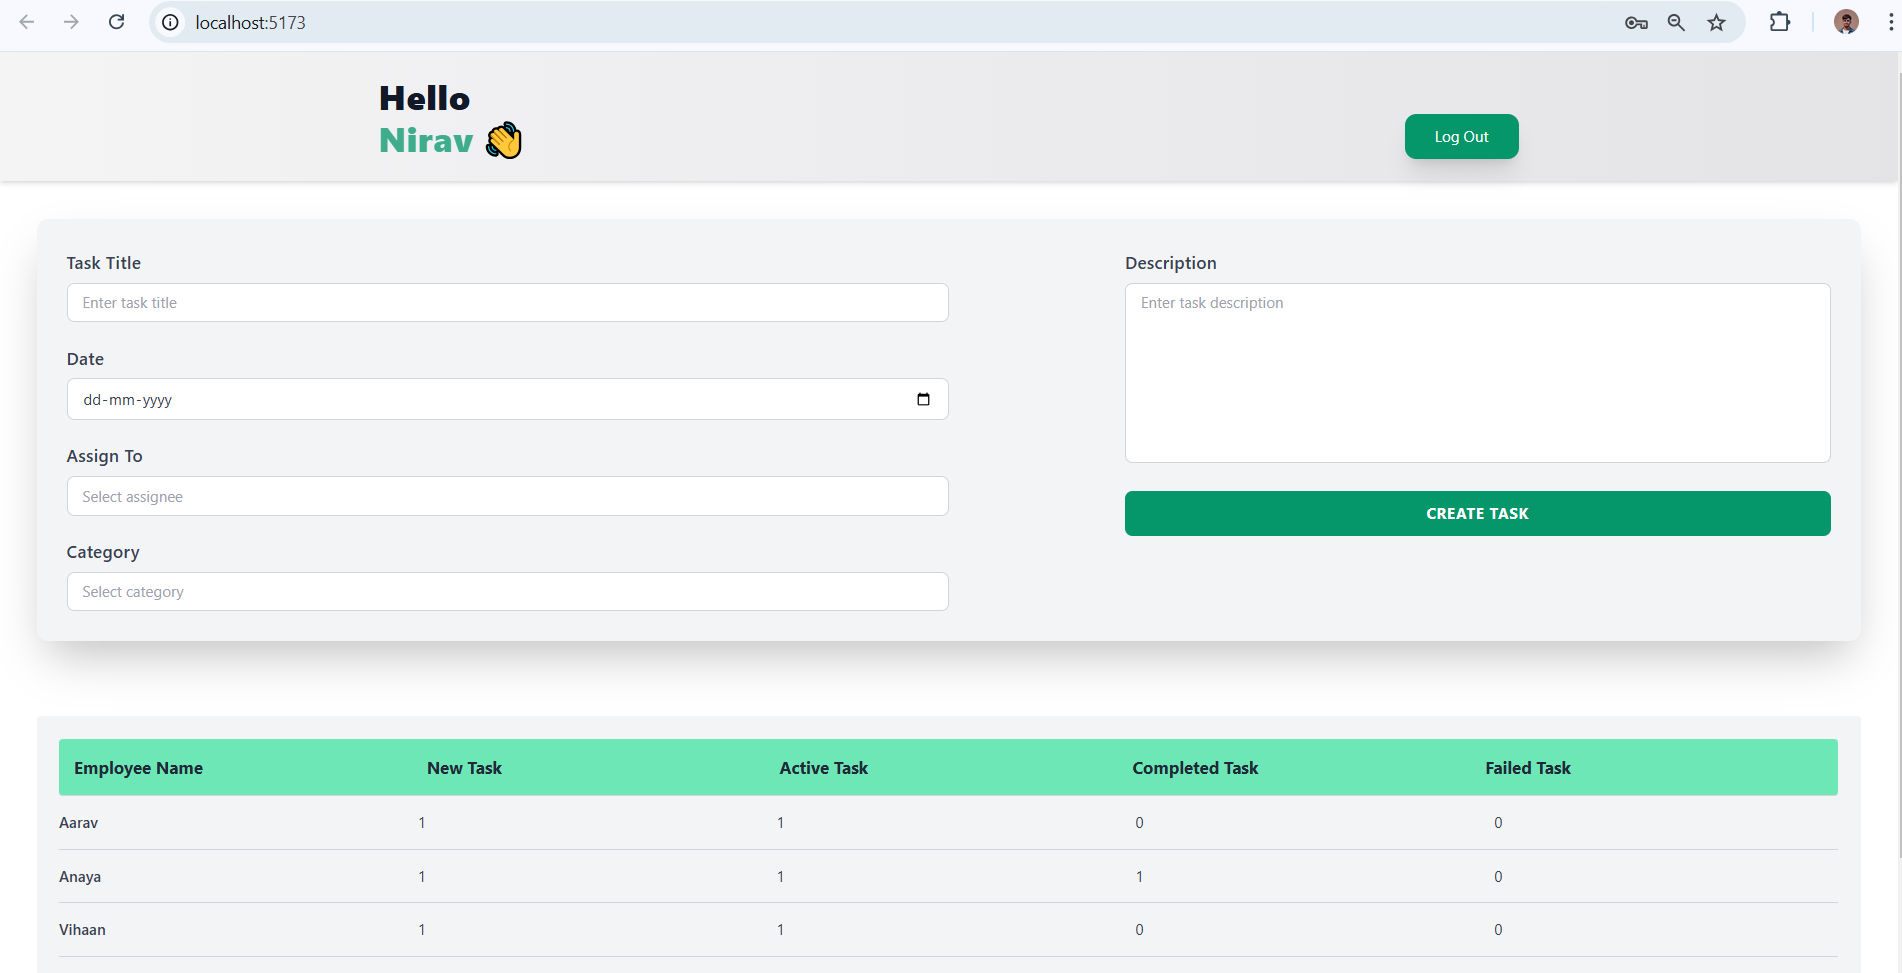 localhost:5173
Hello
Nirav 👋
Log Out
Task Title
Enter task title
Date
dd-mm-yyyy
Assign To
Select assignee
Category
Select category
Description
Enter task description
CREATE TASK
Employee Name New Task Active Task Completed Task Failed Task
Aarav 1 1 0 0
Anaya 1 1 1 0
Vihaan 1 1 0 0